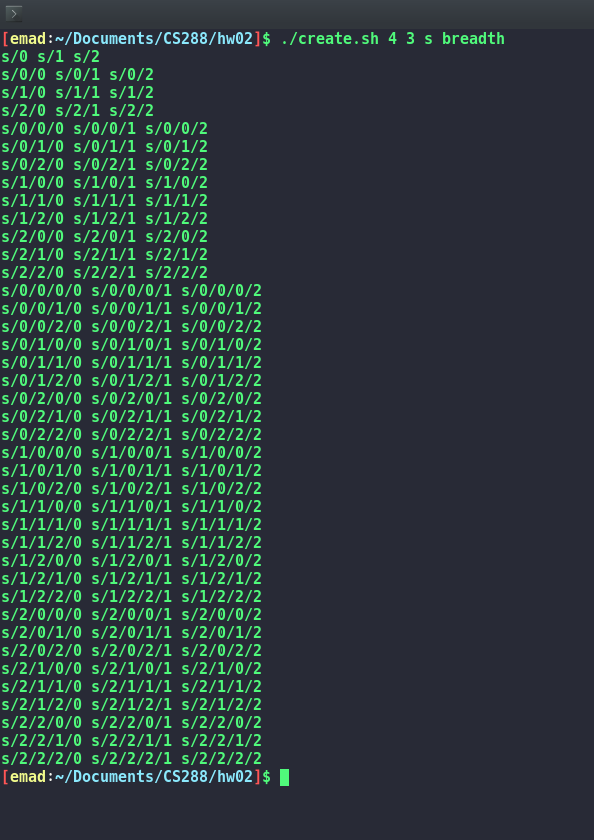 [emad:~/Documents/CS288/hw02]$ ./create.sh 4 3 s breadth
s/0 s/1 s/2
s/0/0 s/0/1 s/0/2
s/1/0 s/1/1 s/1/2
s/2/0 s/2/1 s/2/2
s/0/0/0 s/0/0/1 s/0/0/2
s/0/1/0 s/0/1/1 s/0/1/2
s/0/2/0 s/0/2/1 s/0/2/2
s/1/0/0 s/1/0/1 s/1/0/2
s/1/1/0 s/1/1/1 s/1/1/2
s/1/2/0 s/1/2/1 s/1/2/2
s/2/0/0 s/2/0/1 s/2/0/2
s/2/1/0 s/2/1/1 s/2/1/2
s/2/2/0 s/2/2/1 s/2/2/2
s/0/0/0/0 s/0/0/0/1 s/0/0/0/2
s/0/0/1/0 s/0/0/1/1 s/0/0/1/2
s/0/0/2/0 s/0/0/2/1 s/0/0/2/2
s/0/1/0/0 s/0/1/0/1 s/0/1/0/2
s/0/1/1/0 s/0/1/1/1 s/0/1/1/2
s/0/1/2/0 s/0/1/2/1 s/0/1/2/2
s/0/2/0/0 s/0/2/0/1 s/0/2/0/2
s/0/2/1/0 s/0/2/1/1 s/0/2/1/2
s/0/2/2/0 s/0/2/2/1 s/0/2/2/2
s/1/0/0/0 s/1/0/0/1 s/1/0/0/2
s/1/0/1/0 s/1/0/1/1 s/1/0/1/2
s/1/0/2/0 s/1/0/2/1 s/1/0/2/2
s/1/1/0/0 s/1/1/0/1 s/1/1/0/2
s/1/1/1/0 s/1/1/1/1 s/1/1/1/2
s/1/1/2/0 s/1/1/2/1 s/1/1/2/2
s/1/2/0/0 s/1/2/0/1 s/1/2/0/2
s/1/2/1/0 s/1/2/1/1 s/1/2/1/2
s/1/2/2/0 s/1/2/2/1 s/1/2/2/2
s/2/0/0/0 s/2/0/0/1 s/2/0/0/2
s/2/0/1/0 s/2/0/1/1 s/2/0/1/2
s/2/0/2/0 s/2/0/2/1 s/2/0/2/2
s/2/1/0/0 s/2/1/0/1 s/2/1/0/2
s/2/1/1/0 s/2/1/1/1 s/2/1/1/2
s/2/1/2/0 s/2/1/2/1 s/2/1/2/2
s/2/2/0/0 s/2/2/0/1 s/2/2/0/2
s/2/2/1/0 s/2/2/1/1 s/2/2/1/2
s/2/2/2/0 s/2/2/2/1 s/2/2/2/2
[emad:~/Documents/CS288/hw02]$